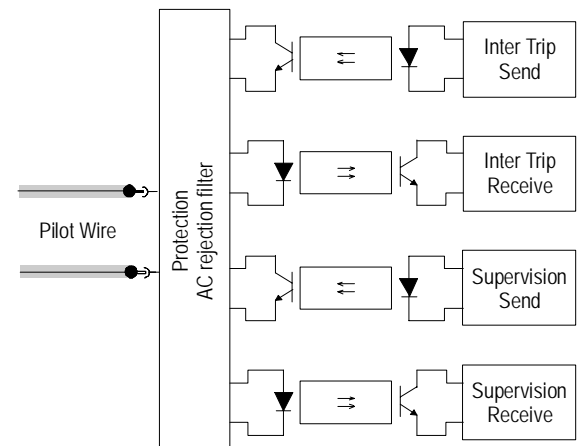 Inter Trip
Send
Inter Trip
Receive
Pilot Wire
Protection
AC rejection filter
Supervision
Send
Supervision
Receive